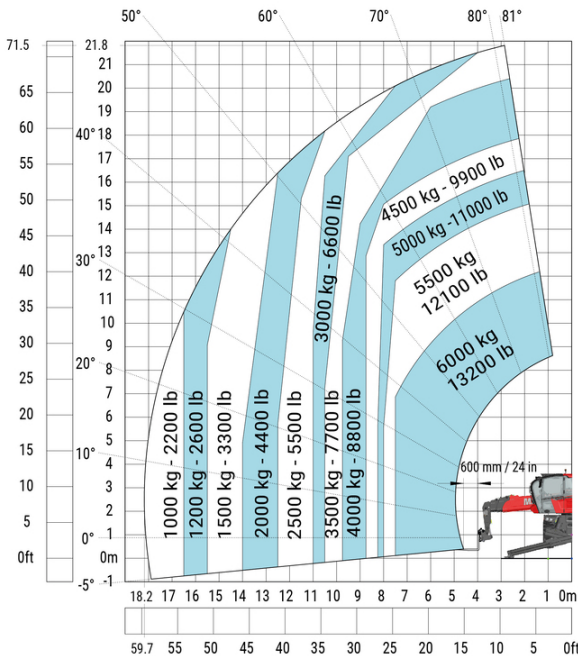 50° 60° 70° 80° 81°
71.5 21.8
21
65 20
19
60 40° 18
17
55 16
50 15
14
45 13
30° 12
40 11
35 10
9
30 8
25 20° 7
20 6
5
15 10° 4
10 3
2
5 0° 1
0ft 0m
-5° -1
1000 kg - 2200 lb
1200 kg - 2600 lb
1500 kg - 3300 lb
2000 kg - 4400 lb
2500 kg - 5500 lb
3000 kg - 6600 lb
3500 kg - 7700 lb
4000 kg - 8800 lb
4500 kg - 9900 lb
5000 kg -11000 lb
5500 kg
12100 lb
6000 kg
13200 lb
600 mm / 24 in
18.2 17 16 15 14 13 12 11 10 9 8 7 6 5 4 3 2 1 0m
59.7 55 50 45 40 35 30 25 20 15 10 5 0ft